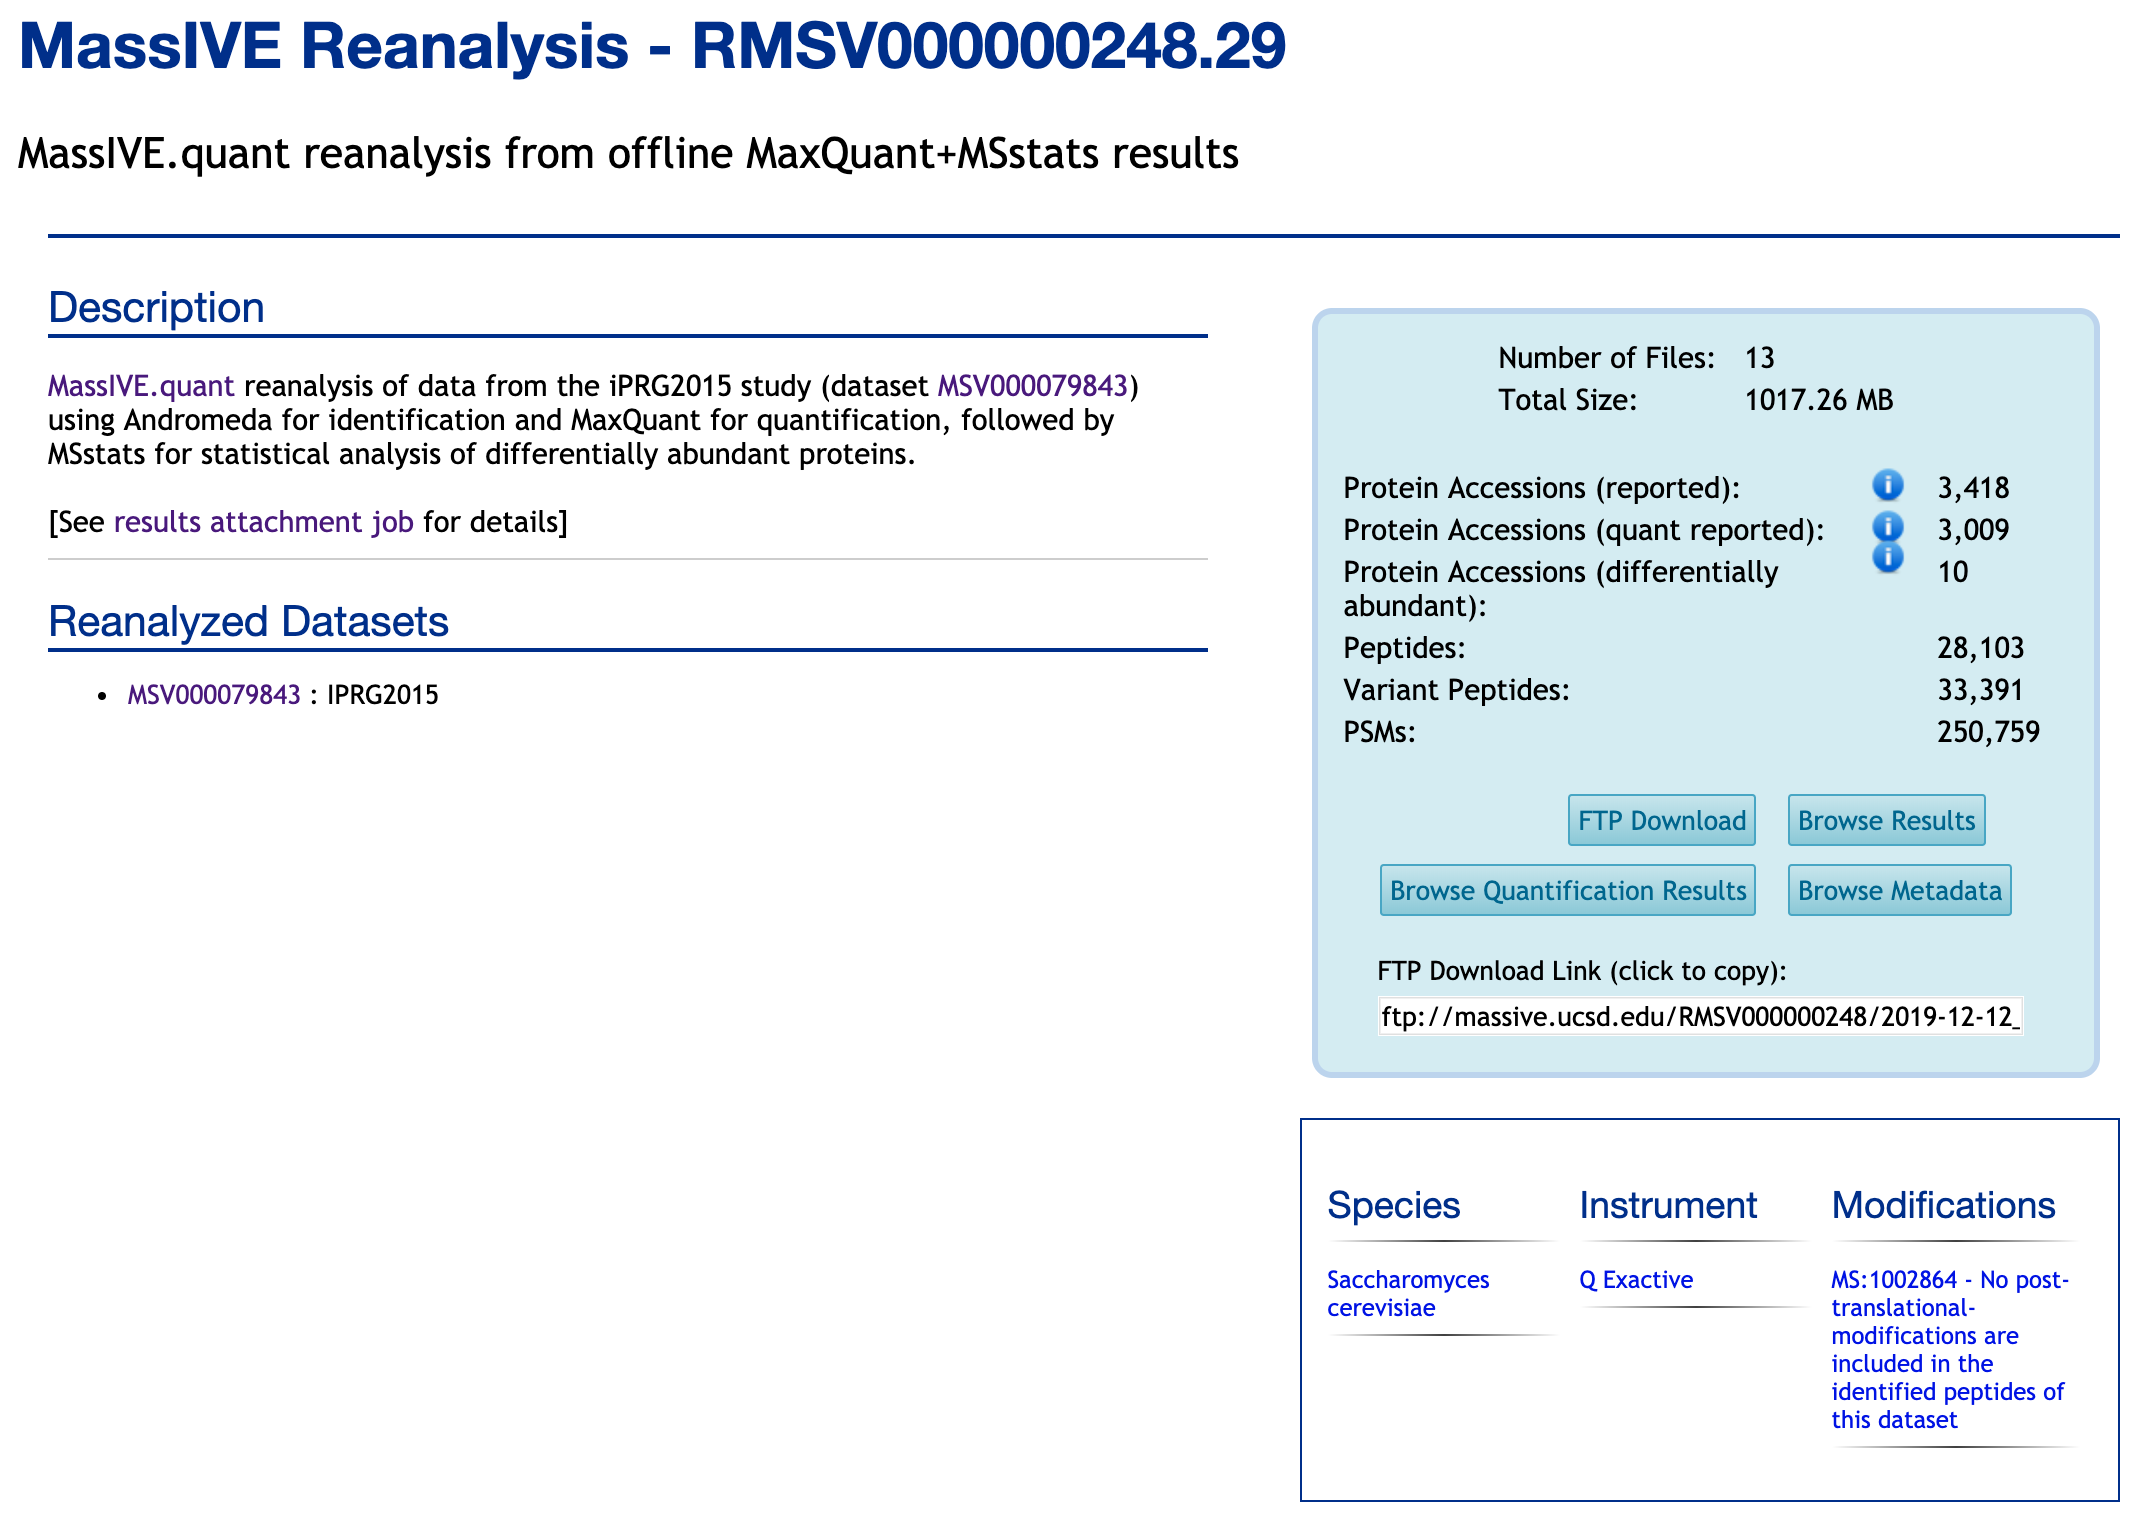 MassIVE Reanalysis - RMSV000000248.29
MassIVE.quant reanalysis from offline MaxQuant+MSstats results
Description
MassIVE.quant reanalysis of data from the iPRG2015 study (dataset MSV000079843)
using Andromeda for identification and MaxQuant for quantification, followed by
MSstats for statistical analysis of differentially abundant proteins.
[See results attachment job for details]
Reanalyzed Datasets
• MSV000079843 : IPRG2015
Number of Files: 13
Total Size: 1017.26 MB
Protein Accessions (reported): i 3,418
Protein Accessions (quant reported): i 3,009
Protein Accessions (differentially i 10
abundant):
Peptides: 28,103
Variant Peptides: 33,391
PSMs: 250,759
FTP Download Browse Results
Browse Quantification Results Browse Metadata
FTP Download Link (click to copy):
ftp://massive.ucsd.edu/RMSV000000248/2019-12-12_
Species
Saccharomyces
cerevisiae
Instrument
Q Exactive
Modifications
MS:1002864 - No post-
translational-
modifications are
included in the
identified peptides of
this dataset